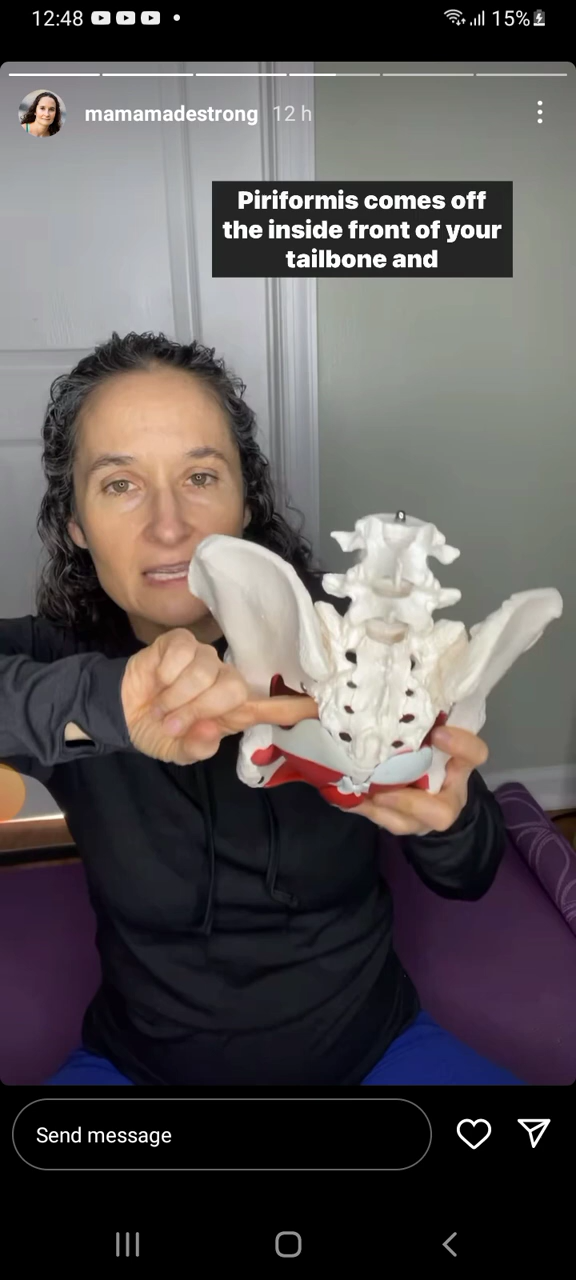 12:48 15%
mamamadestrong 12 h
Piriformis comes off
the inside front of your
tailbone and
Send message